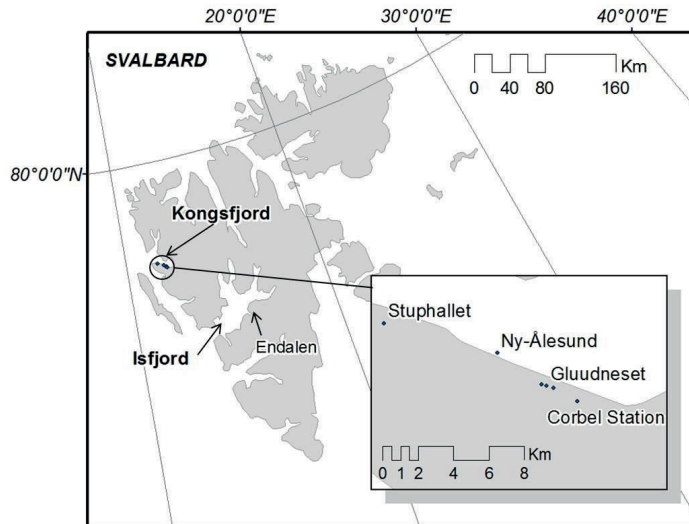 20°0'0"E
30°0'0"E
40°0'0"E
SVALBARD
Km
0 40 80 160
80°0'0"N
Kongsfjord
Isfjord
Endalen
Stuphallet
Ny-Ålesund
Gluudneset
Corbel Station
Km
0 1 2 4 6 8